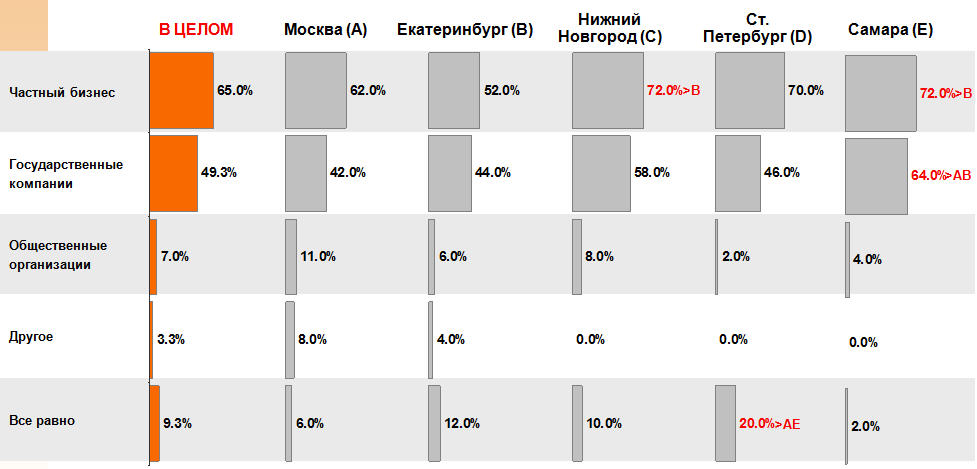 В ЦЕЛОМ
Москва (A)
Екатеринбург (B)
Нижний
Новгород (C)
Ст.
Петербург (D)
Самара (E)
Частный бизнес
65.0%
62.0%
52.0%
72.0%>B
70.0%
72.0%>B
Государственные
компании
49.3%
42.0%
44.0%
58.0%
46.0%
64.0%>AB
Общественные
организации
7.0%
11.0%
6.0%
8.0%
2.0%
4.0%
Другое
3.3%
8.0%
4.0%
0.0%
0.0%
0.0%
Все равно
9.3%
6.0%
12.0%
10.0%
20.0%>AE
2.0%